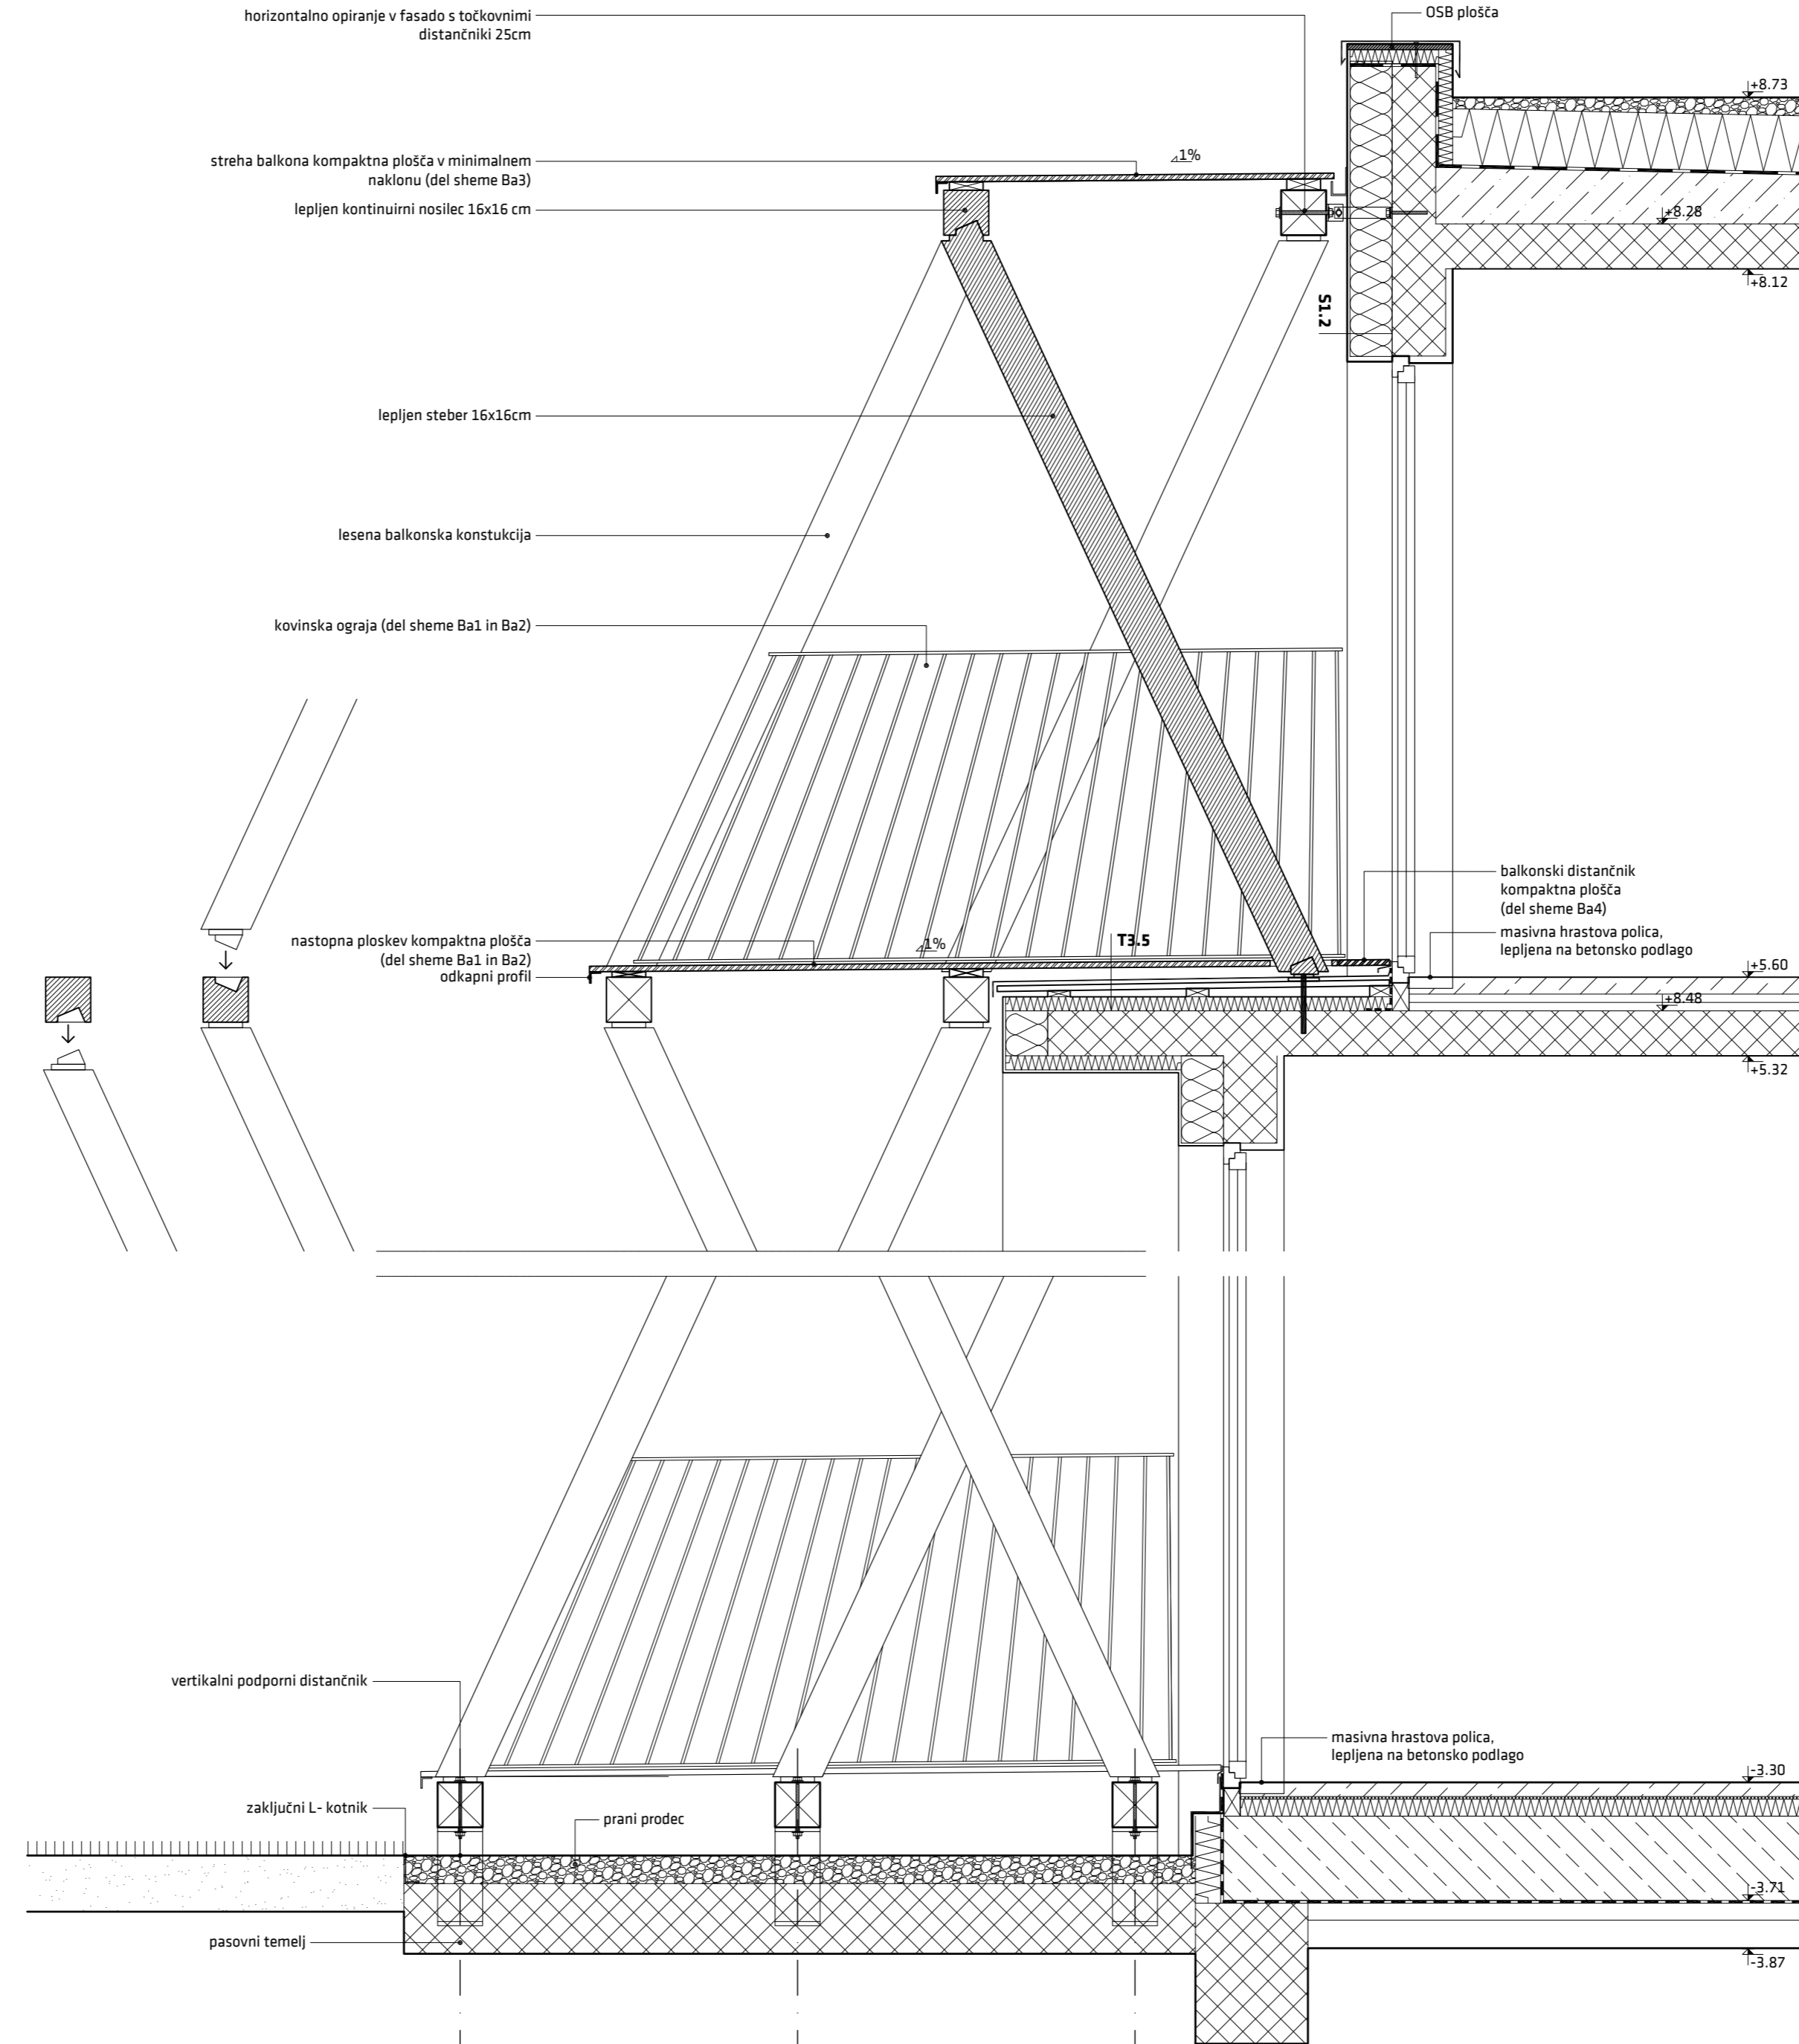 horizontalno opiranje v fasado s točkovnimi
distančniki 25cm
OSB plošča
+8.73
streha balkona kompaktna plošča v minimalnem
naklonu (del sheme Ba3)
1%
lepljen kontinuirni nosilec 16x16 cm
+8.28
+8.12
S1.2
lepljen steber 16x16cm
lesena balkonska konstukcija
kovinska ograja (del sheme Ba1 in Ba2)
balkonski distančnik
kompaktna plošča
(del sheme Ba4)
masivna hrastova polica,
lepljena na betonsko podlago
nastopna ploskev kompaktna plošča
(del sheme Ba1 in Ba2)
odkapni profil
1%
T3.5
+5.60
+8.48
+5.32
vertikalni podporni distančnik
masivna hrastova polica,
lepljena na betonsko podlago
-3.30
zaključni L- kotnik
prani prodec
-3.71
pasovni temelj
-3.87